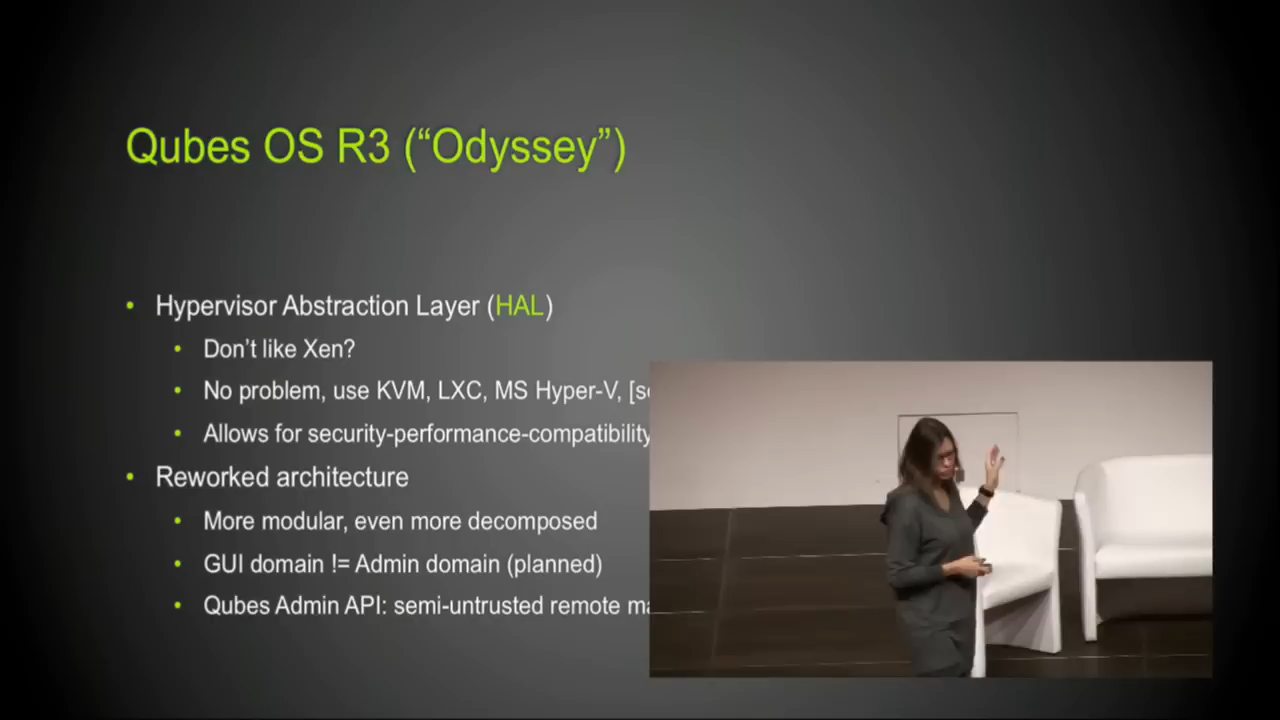 Qubes OS R3 (“Odyssey”)
• Hypervisor Abstraction Layer (HAL)
• Don’t like Xen?
• No problem, use KVM, LXC, MS Hyper-V,
• Allows for security-performance-compatibility
• Reworked architecture
• More modular, even more decomposed
• GUI domain != Admin domain (planned)
• Qubes Admin API: semi-untrusted remote